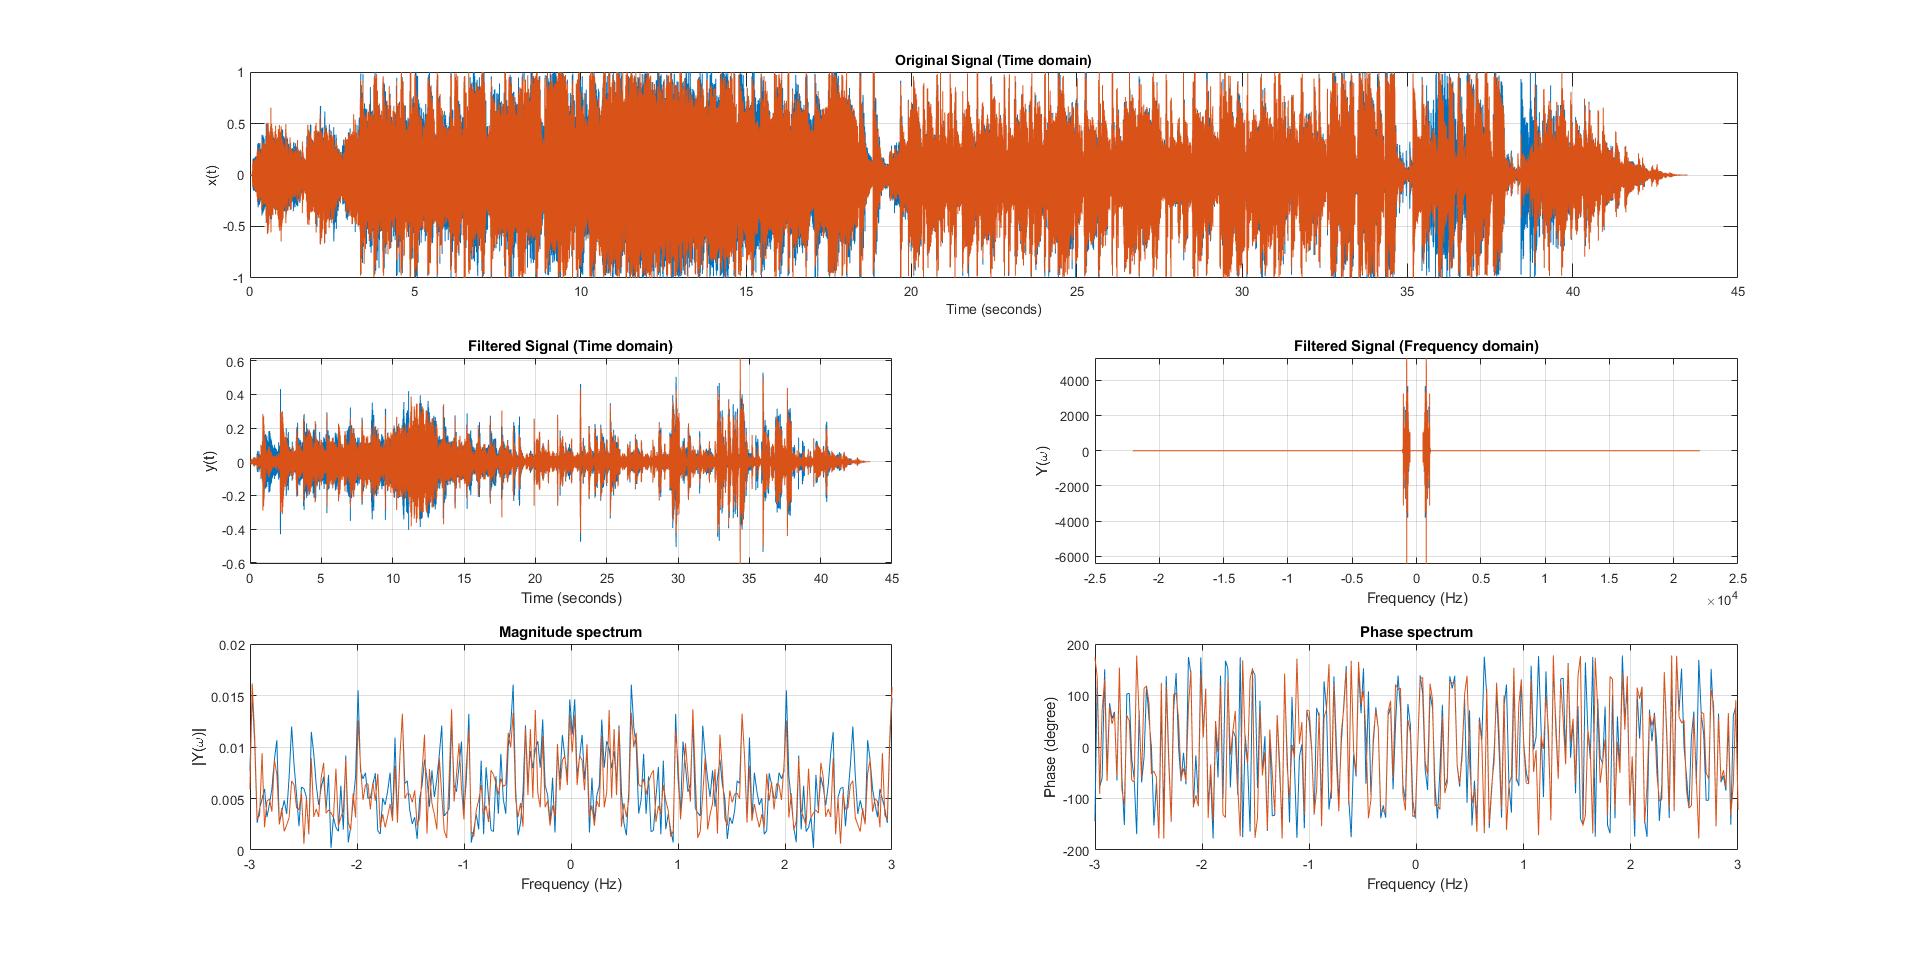 Original Signal (Time domain)
1
0.5
0
-0.5
-1
x(t)
0 5 10 15 20 25 30 35 40 45
Time (seconds)
Filtered Signal (Time domain)
0.6
0.4
0.2
0
-0.2
-0.4
-0.6
y(t)
0 5 10 15 20 25 30 35 40 45
Time (seconds)
Filtered Signal (Frequency domain)
4000
2000
0
-2000
-4000
-6000
Y(ω)
-2.5 -2 -1.5 -1 -0.5 0 0.5 1 1.5 2 2.5
Frequency (Hz)
×10⁴
Magnitude spectrum
0.02
0.015
0.01
0.005
0
|Y(ω)|
-3 -2 -1 0 1 2 3
Frequency (Hz)
Phase spectrum
200
100
0
-100
-200
Phase (degree)
-3 -2 -1 0 1 2 3
Frequency (Hz)